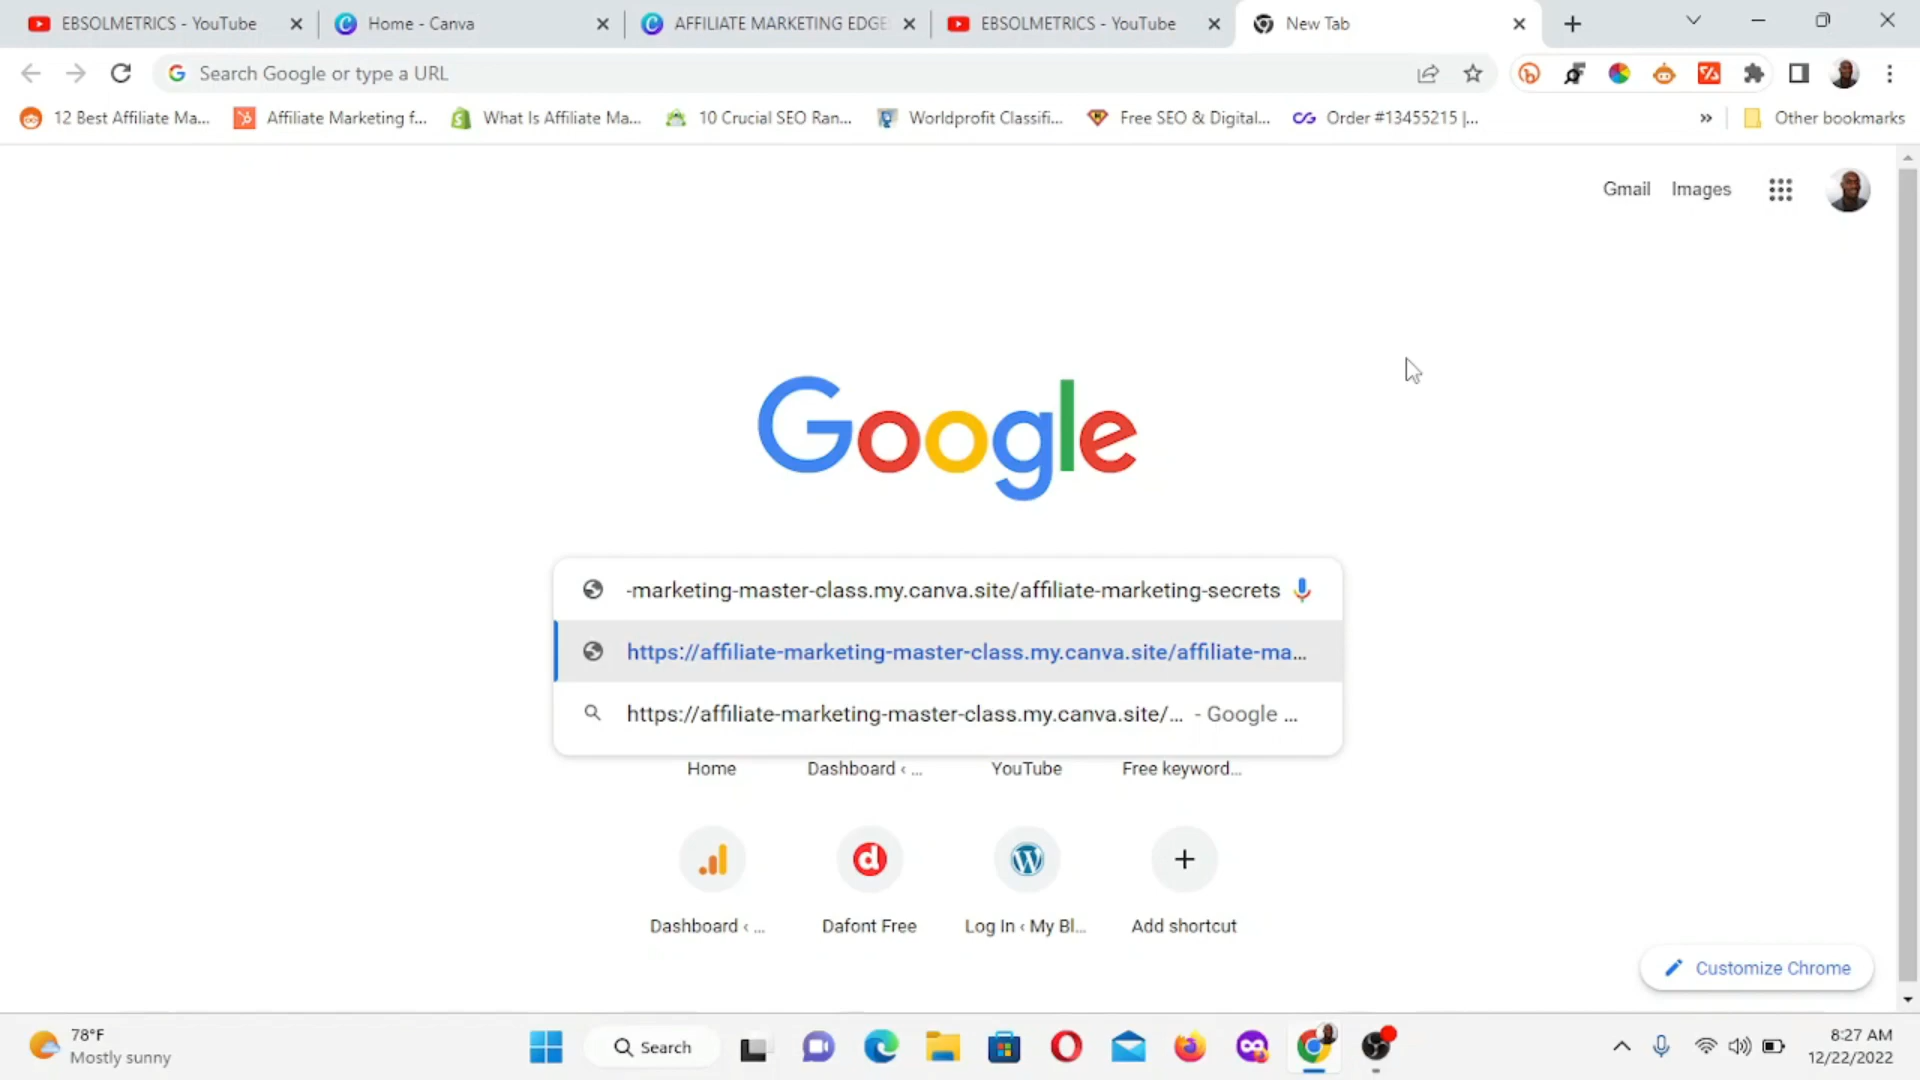 EBSOLMETRICS - YouTube
Home - Canva
AFFILIATE MARKETING EDGE
EBSOLMETRICS - YouTube
New Tab
Search Google or type a URL
12 Best Affiliate Ma...
Affiliate Marketing f...
What Is Affiliate Ma...
10 Crucial SEO Ran...
Worldprofit Classifi...
Free SEO & Digital...
Order #13455215 |...
»
Other bookmarks
Gmail
Images
Google
-marketing-master-class.my.canva.site/affiliate-marketing-secrets
https://affiliate-marketing-master-class.my.canva.site/affiliate-ma...
https://affiliate-marketing-master-class.my.canva.site/... - Google ...
Home
Dashboard ‹ ...
YouTube
Free keyword...
Dashboard ‹ ...
Dafont Free
Log In ‹ My Bl...
Add shortcut
Customize Chrome
78°F
Mostly sunny
Search
8:27 AM
12/22/2022